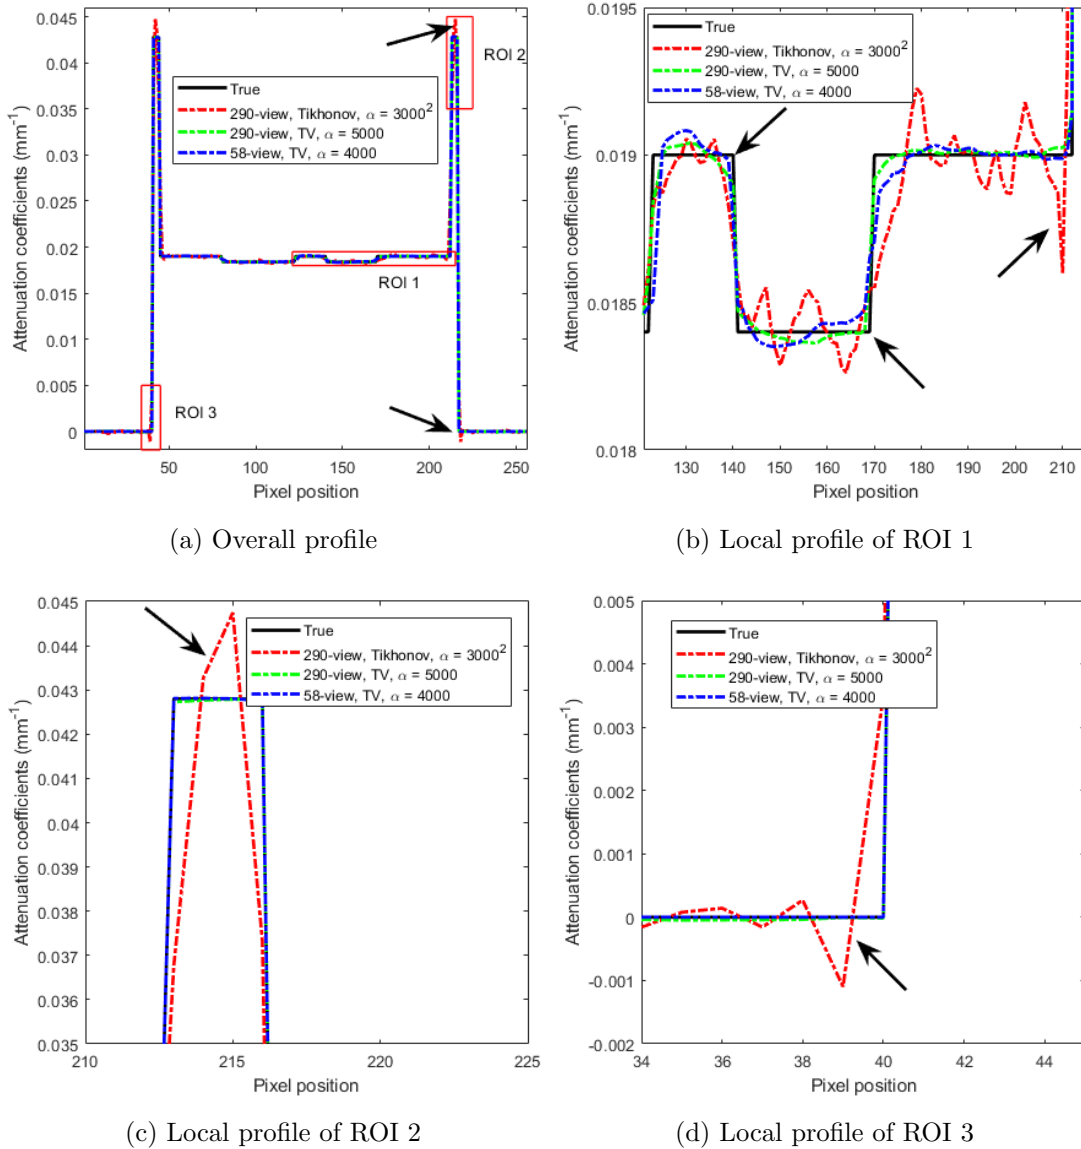 0.045
0.04
0.035
0.03
0.025
0.02
0.015
0.01
0.005
0
50
100
150
200
250
Attenuation coefficients (mm⁻¹)
Pixel position
True
290-view, Tikhonov, α = 3000²
290-view, TV, α = 5000
58-view, TV, α = 4000
ROI 2
ROI 1
ROI 3
(a) Overall profile
0.0195
0.019
0.0185
0.018
130
140
150
160
170
180
190
200
210
Attenuation coefficients (mm⁻¹)
Pixel position
True
290-view, Tikhonov, α = 3000²
290-view, TV, α = 5000
58-view, TV, α = 4000
(b) Local profile of ROI 1
0.045
0.044
0.043
0.042
0.041
0.04
0.039
0.038
0.037
0.036
0.035
210
215
220
225
Attenuation coefficients (mm⁻¹)
Pixel position
True
290-view, Tikhonov, α = 3000²
290-view, TV, α = 5000
58-view, TV, α = 4000
(c) Local profile of ROI 2
0.005
0.004
0.003
0.002
0.001
0
-0.001
-0.002
34
36
38
40
42
44
Attenuation coefficients (mm⁻¹)
Pixel position
True
290-view, Tikhonov, α = 3000²
290-view, TV, α = 5000
58-view, TV, α = 4000
(d) Local profile of ROI 3